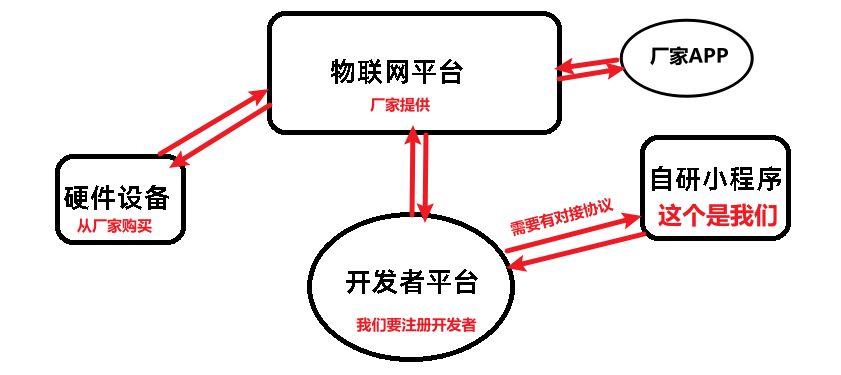 物联网平台
厂家提供
厂家APP
硬件设备
从厂家购买
自研小程序
这个是我们
需要有对接协议
开发者平台
我们要注册开发者